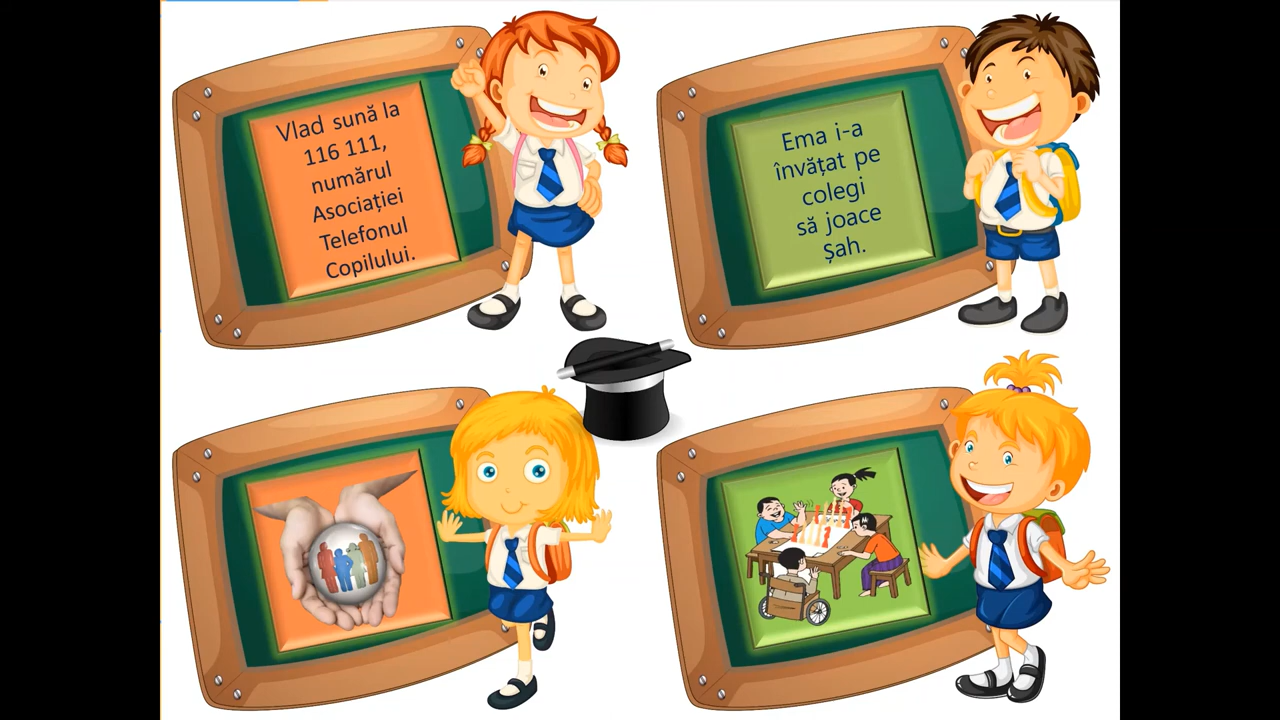 Vlad sună la
116 111,
numărul
Asociației
Telefonul
Copilului.
Ema i-a
învățat pe
colegi
să joace
Șah.